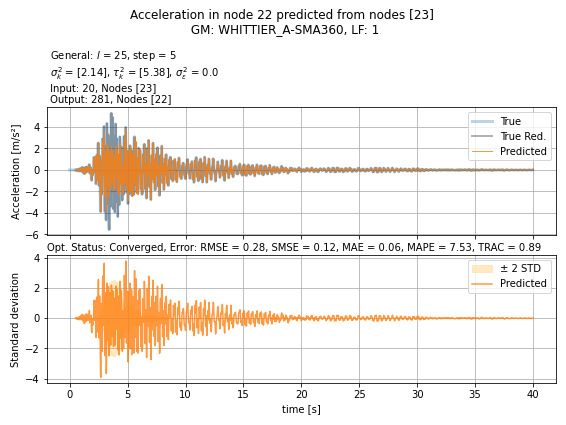 Acceleration in node 22 predicted from nodes [23]
GM: WHITTIER_A-SMA360, LF: 1
General: l = 25, step = 5
σ²ₖ = [2.14], τ²ₖ = [5.38], σ²ε = 0.0
Input: 20, Nodes [23]
Output: 281, Nodes [22]
Acceleration [m/s²]
4
2
0
−2
−4
−6
True
True Red.
Predicted
Opt. Status: Converged, Error: RMSE = 0.28, SMSE = 0.12, MAE = 0.06, MAPE = 7.53, TRAC = 0.89
Standard deviation
4
2
0
−2
−4
± 2 STD
Predicted
0 5 10 15 20 25 30 35 40
time [s]